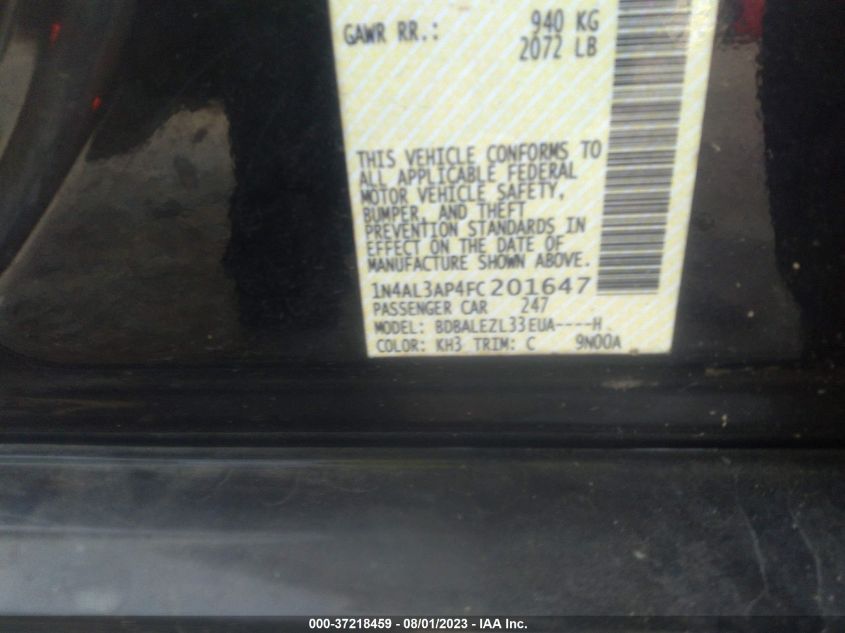 GAWR RR.: 940 KG
2072 LB
THIS VEHICLE CONFORMS TO
ALL APPLICABLE FEDERAL
MOTOR VEHICLE SAFETY,
BUMPER, AND THEFT
PREVENTION STANDARDS IN
EFFECT ON THE DATE OF
MANUFACTURE SHOWN ABOVE.
1N4AL3AP4FC201647
PASSENGER CAR 247
MODEL: BDBALEZL33EUA----H
COLOR: KH3 TRIM: C 9N00A
000-37218459 - 08/01/2023 - IAA Inc.